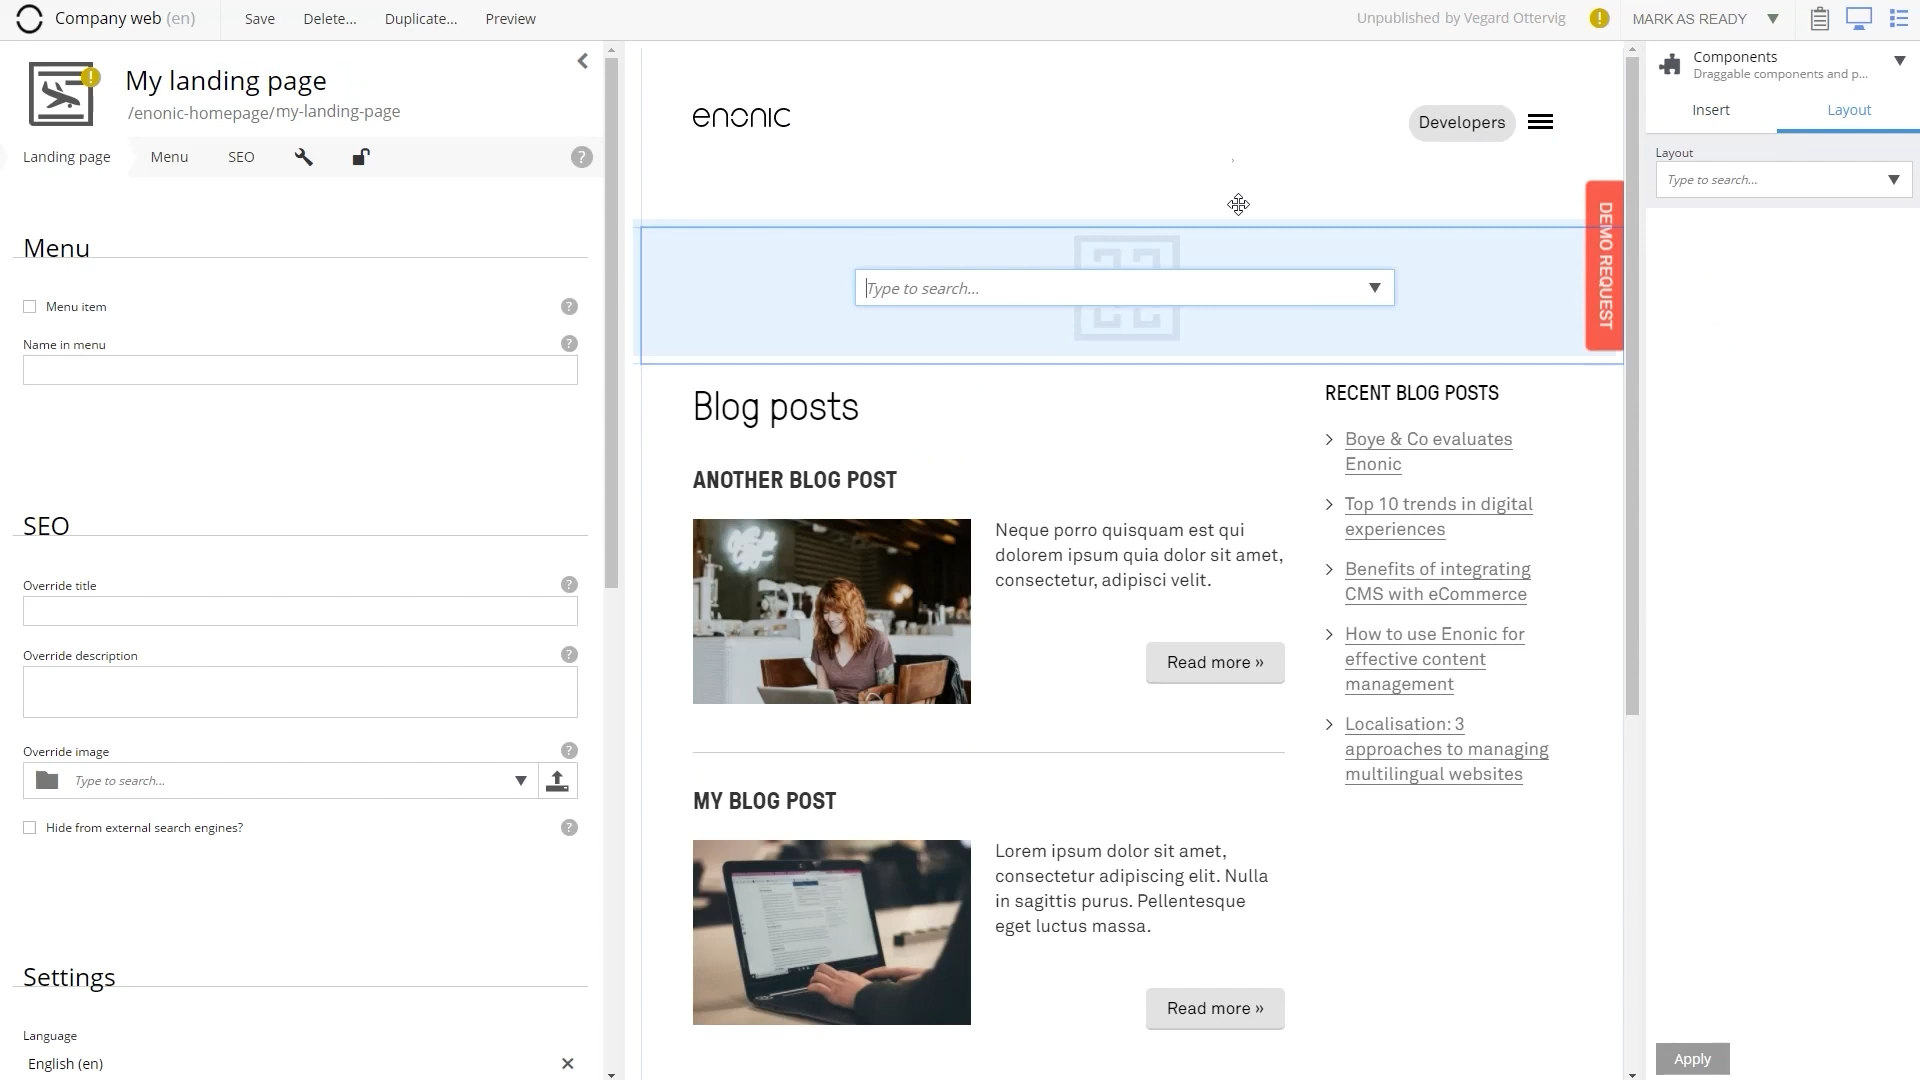 Company web (en)
Save
Delete...
Duplicate...
Preview
Unpublished by Vegard Ottervig
!
MARK AS READY
!
My landing page
/enonic-homepage/my-landing-page
Landing page
Menu
SEO
?
Menu
Menu item
?
Name in menu
?
SEO
Override title
?
Override description
?
Override image
?
Type to search...
Hide from external search engines?
?
Settings
Language
English (en)
enonic
Developers
DEMO REQUEST
Type to search...
Blog posts
ANOTHER BLOG POST
Neque porro quisquam est qui
dolorem ipsum quia dolor sit amet,
consectetur, adipisci velit.
Read more »
MY BLOG POST
Lorem ipsum dolor sit amet,
consectetur adipiscing elit. Nulla
in sagittis purus. Pellentesque
eget luctus massa.
Read more »
RECENT BLOG POSTS
Boye & Co evaluates
Enonic
Top 10 trends in digital
experiences
Benefits of integrating
CMS with eCommerce
How to use Enonic for
effective content
management
Localisation: 3
approaches to managing
multilingual websites
Components
Draggable components and p...
Insert
Layout
Layout
Type to search...
Apply